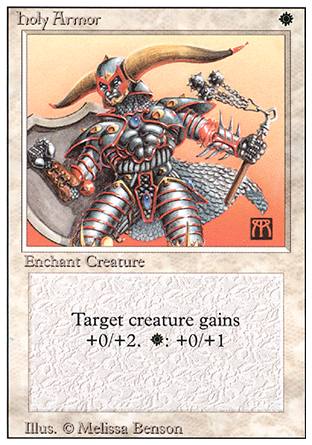 Holy Armor
Enchant Creature
Target creature gains
+0/+2. : +0/+1
Illus. © Melissa Benson